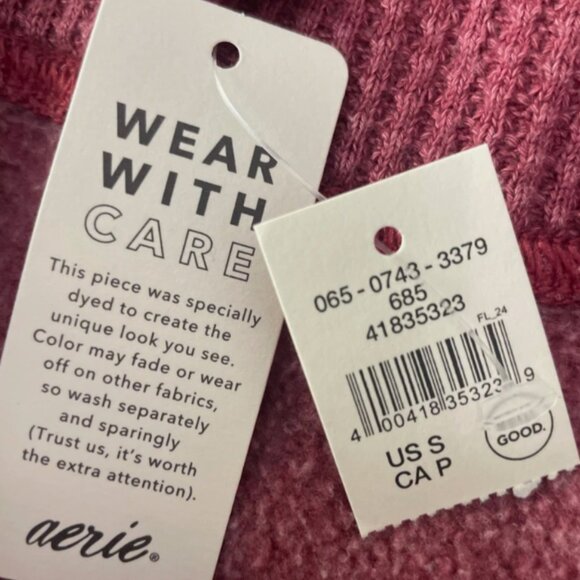 WEAR
WITH
CARE
This piece was specially
dyed to create the
unique look you see.
Color may fade or wear
off on other fabrics,
so wash separately
and sparingly
(Trust us, it's worth
the extra attention).
aerie®
065-0743-3379
685
41835323
FL_24
4 00418 35323 9
US S
CA P
GOOD.